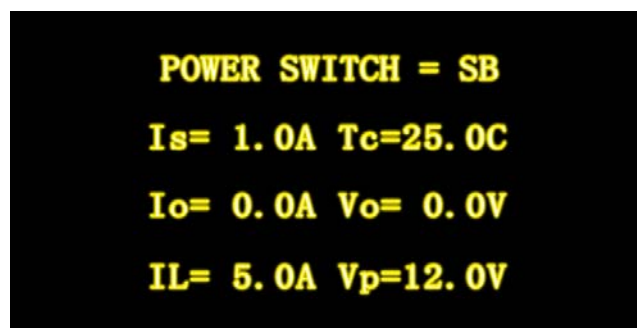 POWER SWITCH = SB
Is= 1.0A Tc=25.0C
Io= 0.0A Vo= 0.0V
IL= 5.0A Vp=12.0V